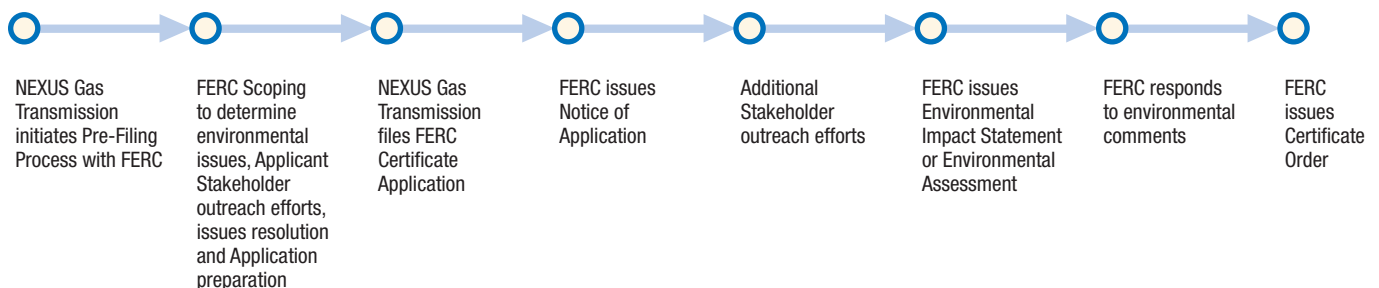 NEXUS Gas
Transmission
initiates Pre-Filing
Process with FERC
FERC Scoping
to determine
environmental
issues, Applicant
Stakeholder
outreach efforts,
issues resolution
and Application
preparation
NEXUS Gas
Transmission
files FERC
Certificate
Application
FERC issues
Notice of
Application
Additional
Stakeholder
outreach efforts
FERC issues
Environmental
Impact Statement
or Environmental
Assessment
FERC responds
to environmental
comments
FERC
issues
Certificate
Order